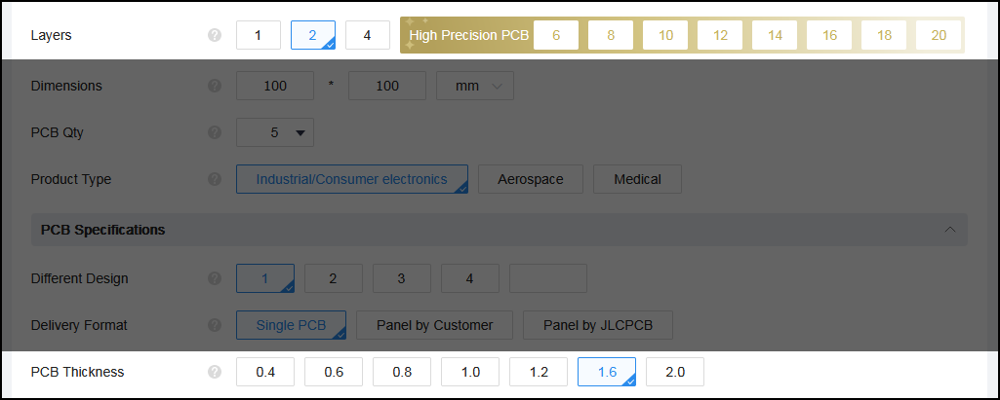 Layers ? 1 2 4 High Precision PCB 6 8 10 12 14 16 18 20
Dimensions ? 100 * 100 mm
PCB Qty ? 5
Product Type ? Industrial/Consumer electronics Aerospace Medical
PCB Specifications
Different Design ? 1 2 3 4
Delivery Format ? Single PCB Panel by Customer Panel by JLCPCB
PCB Thickness ? 0.4 0.6 0.8 1.0 1.2 1.6 2.0